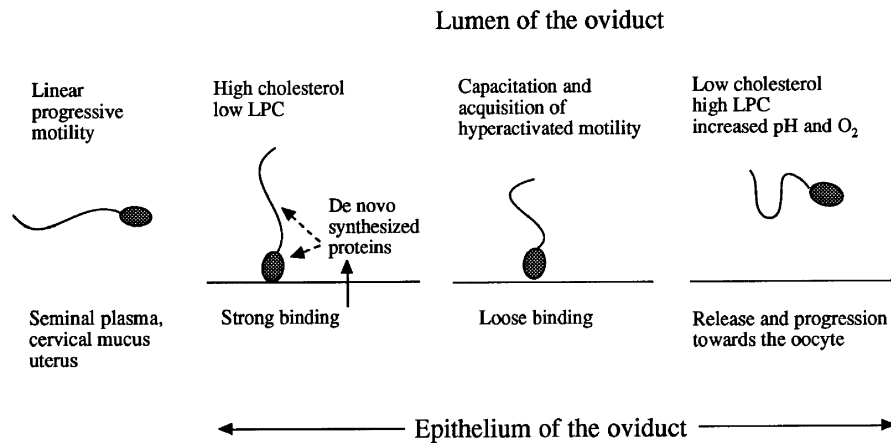 Lumen of the oviduct
Linear
progressive
motility
High cholesterol
low LPC
Capacitation and
acquisition of
hyperactivated motility
Low cholesterol
high LPC
increased pH and O₂
De novo
synthesized
proteins
Seminal plasma,
cervical mucus
uterus
Strong binding
Loose binding
Release and progression
towards the oocyte
Epithelium of the oviduct